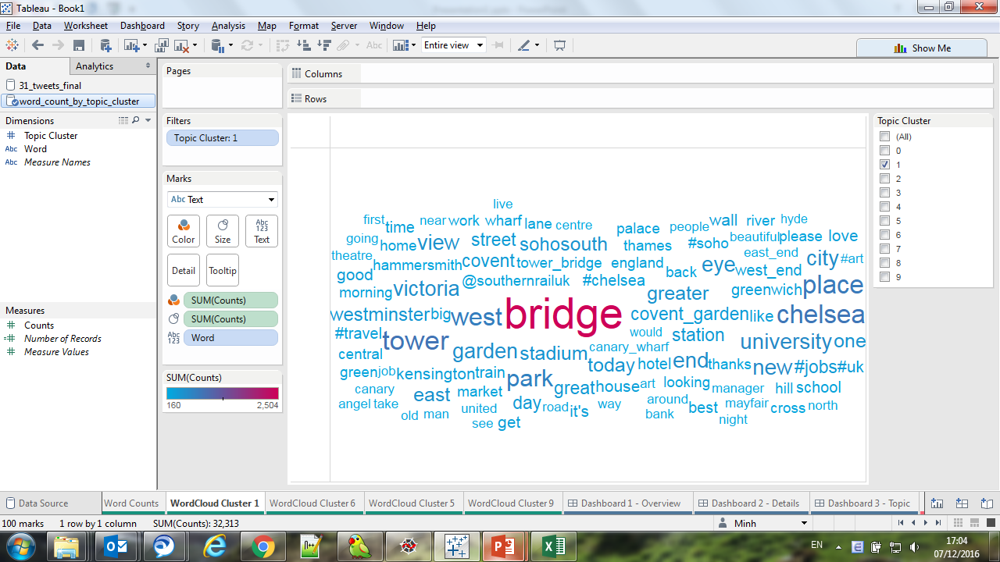 Tableau - Book1
File Data Worksheet Dashboard Story Analysis Map Format Server Window Help
Abc Entire view Show Me
Data Analytics
31_tweets_final
word_count_by_topic_cluster
Dimensions
Topic Cluster
Abc Word
Abc Measure Names
Measures
Counts
Number of Records
Measure Values
Pages
Filters
Topic Cluster: 1
Marks
Abc Text
Color Size Abc 123 Text
Detail Tooltip
SUM(Counts)
SUM(Counts)
Abc 123 Word
SUM(Counts)
160 2,504
Columns
Rows
live
first time near work wharf lane centre palace people wall river hyde
going home view street sohosouth thames #soho beautiful please love
theatre hammersmith covent tower_bridge england back eye east_end city #art
good morning victoria @southernrailuk #chelsea greater west_end greenwich place
westminster big west bridge covent_garden like chelsea
#travel tower garden stadium canary_wharf would station university one
central green job kensington train park today hotel end thanks new #jobs #uk
canary east market great house art looking manager hill school
angel take old man united day road it's way around bank best mayfair cross north
see get night
Topic Cluster
(All)
0
1
2
3
4
5
6
7
8
9
Data Source Word Counts WordCloud Cluster 1 WordCloud Cluster 6 WordCloud Cluster 5 WordCloud Cluster 9 Dashboard 1 - Overview Dashboard 2 - Details Dashboard 3 - Topic
100 marks 1 row by 1 column SUM(Counts): 32,313 Minh
EN 17:04
07/12/2016